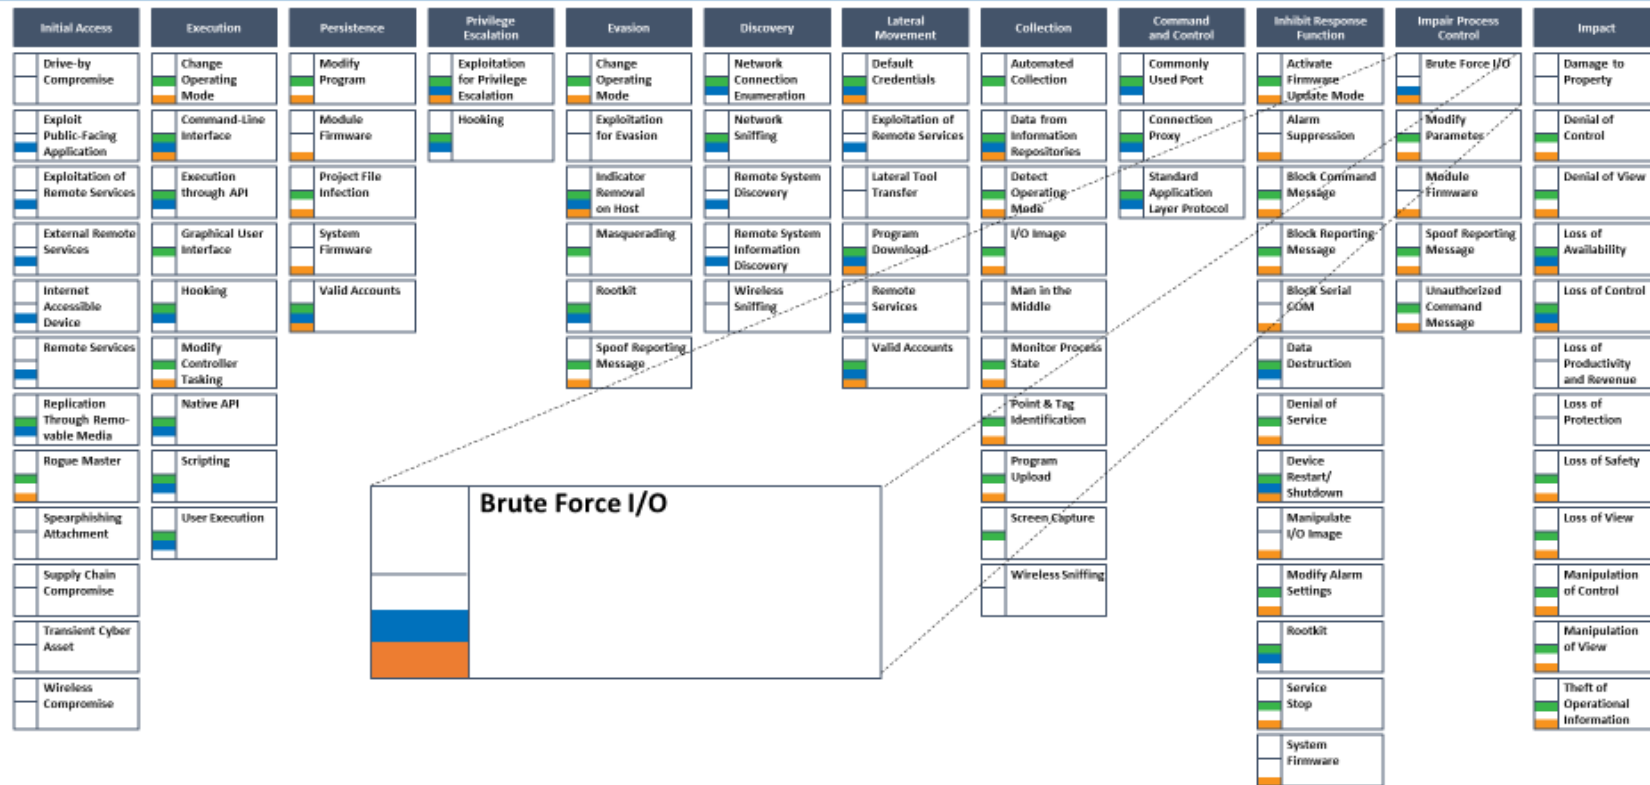 Initial Access
Drive-by
Compromise
Exploit
Public-Facing
Application
Exploitation of
Remote Services
External Remote
Services
Internet
Accessible
Device
Remote Services
Replication
Through Remo-
vable Media
Rogue Master
Spearphishing
Attachment
Supply Chain
Compromise
Transient Cyber
Asset
Wireless
Compromise
Execution
Change
Operating
Mode
Command-Line
Interface
Execution
through API
Graphical User
Interface
Hooking
Modify
Controller
Tasking
Native API
Scripting
User Execution
Persistence
Modify
Program
Module
Firmware
Project File
Infection
System
Firmware
Valid Accounts
Privilege
Escalation
Exploitation
for Privilege
Escalation
Hooking
Evasion
Change
Operating
Mode
Exploitation
for Evasion
Indicator
Removal
on Host
Masquerading
Rootkit
Spoof Reporting
Message
Discovery
Network
Connection
Enumeration
Network
Sniffing
Remote System
Discovery
Remote System
Information
Discovery
Wireless
Sniffing
Lateral
Movement
Default
Credentials
Exploitation of
Remote Services
Lateral Tool
Transfer
Program
Download
Remote
Services
Valid Accounts
Collection
Automated
Collection
Data from
Information
Repositories
Detect
Operating
Mode
I/O Image
Man in the
Middle
Monitor Process
State
Point & Tag
Identification
Program
Upload
Screen Capture
Wireless Sniffing
Command
and Control
Commonly
Used Port
Connection
Proxy
Standard
Application
Layer Protocol
Inhibit Response
Function
Activate
Firmware
Update Mode
Alarm
Suppression
Block Command
Message
Block Reporting
Message
Block Serial
COM
Data
Destruction
Denial of
Service
Device
Restart/
Shutdown
Manipulate
I/O Image
Modify Alarm
Settings
Rootkit
Service
Stop
System
Firmware
Impair Process
Control
Brute Force I/O
Modify
Parameter
Module
Firmware
Spoof Reporting
Message
Unauthorized
Command
Message
Impact
Damage to
Property
Denial of
Control
Denial of View
Loss of
Availability
Loss of Control
Loss of
Productivity
and Revenue
Loss of
Protection
Loss of Safety
Loss of View
Manipulation
of Control
Manipulation
of View
Theft of
Operational
Information
Brute Force I/O